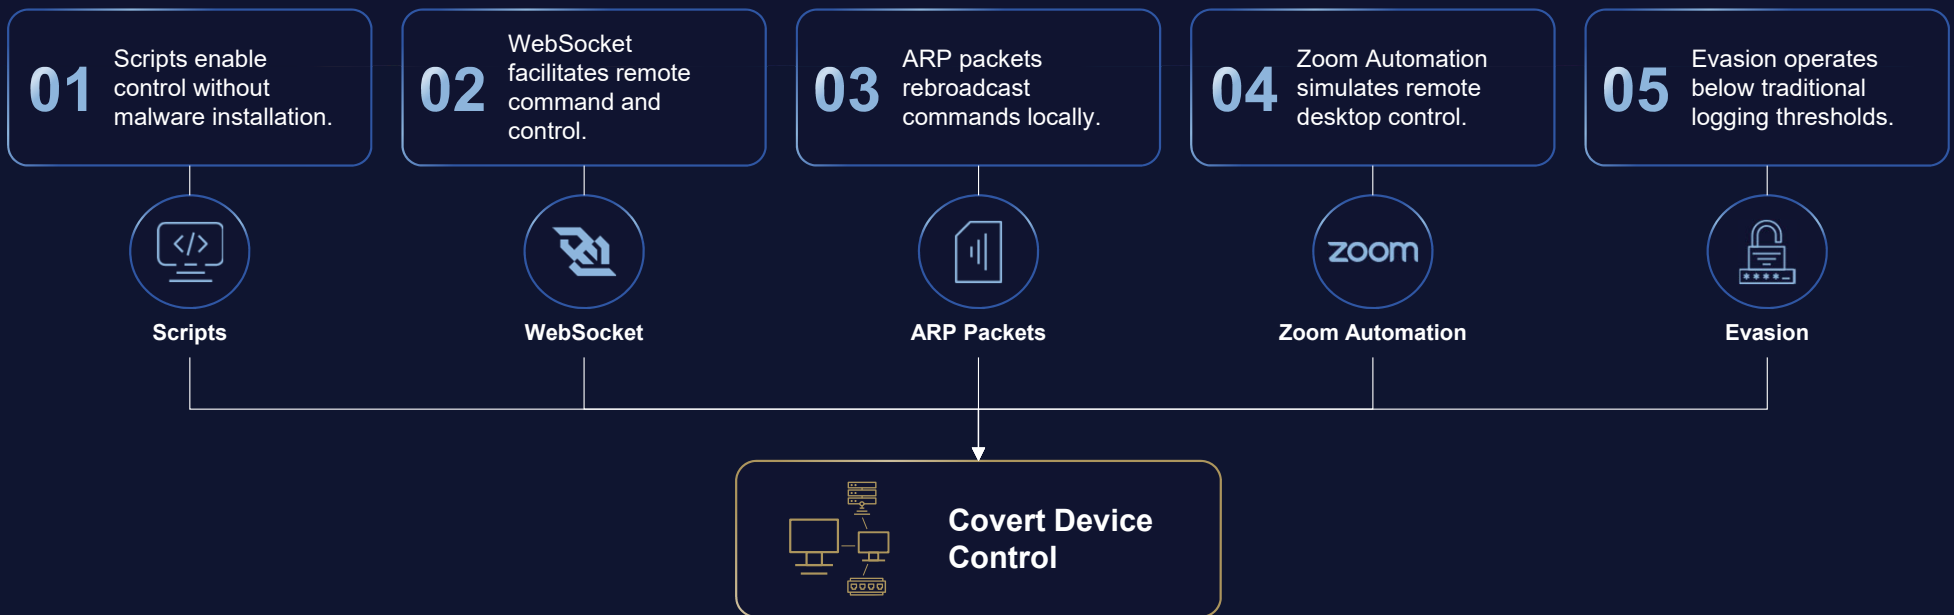 01
Scripts enable
control without
malware installation.
02
WebSocket
facilitates remote
command and
control.
03
ARP packets
rebroadcast
commands locally.
04
Zoom Automation
simulates remote
desktop control.
05
Evasion operates
below traditional
logging thresholds.
</>
zoom
****_
Scripts
WebSocket
ARP Packets
Zoom Automation
Evasion
Covert Device
Control